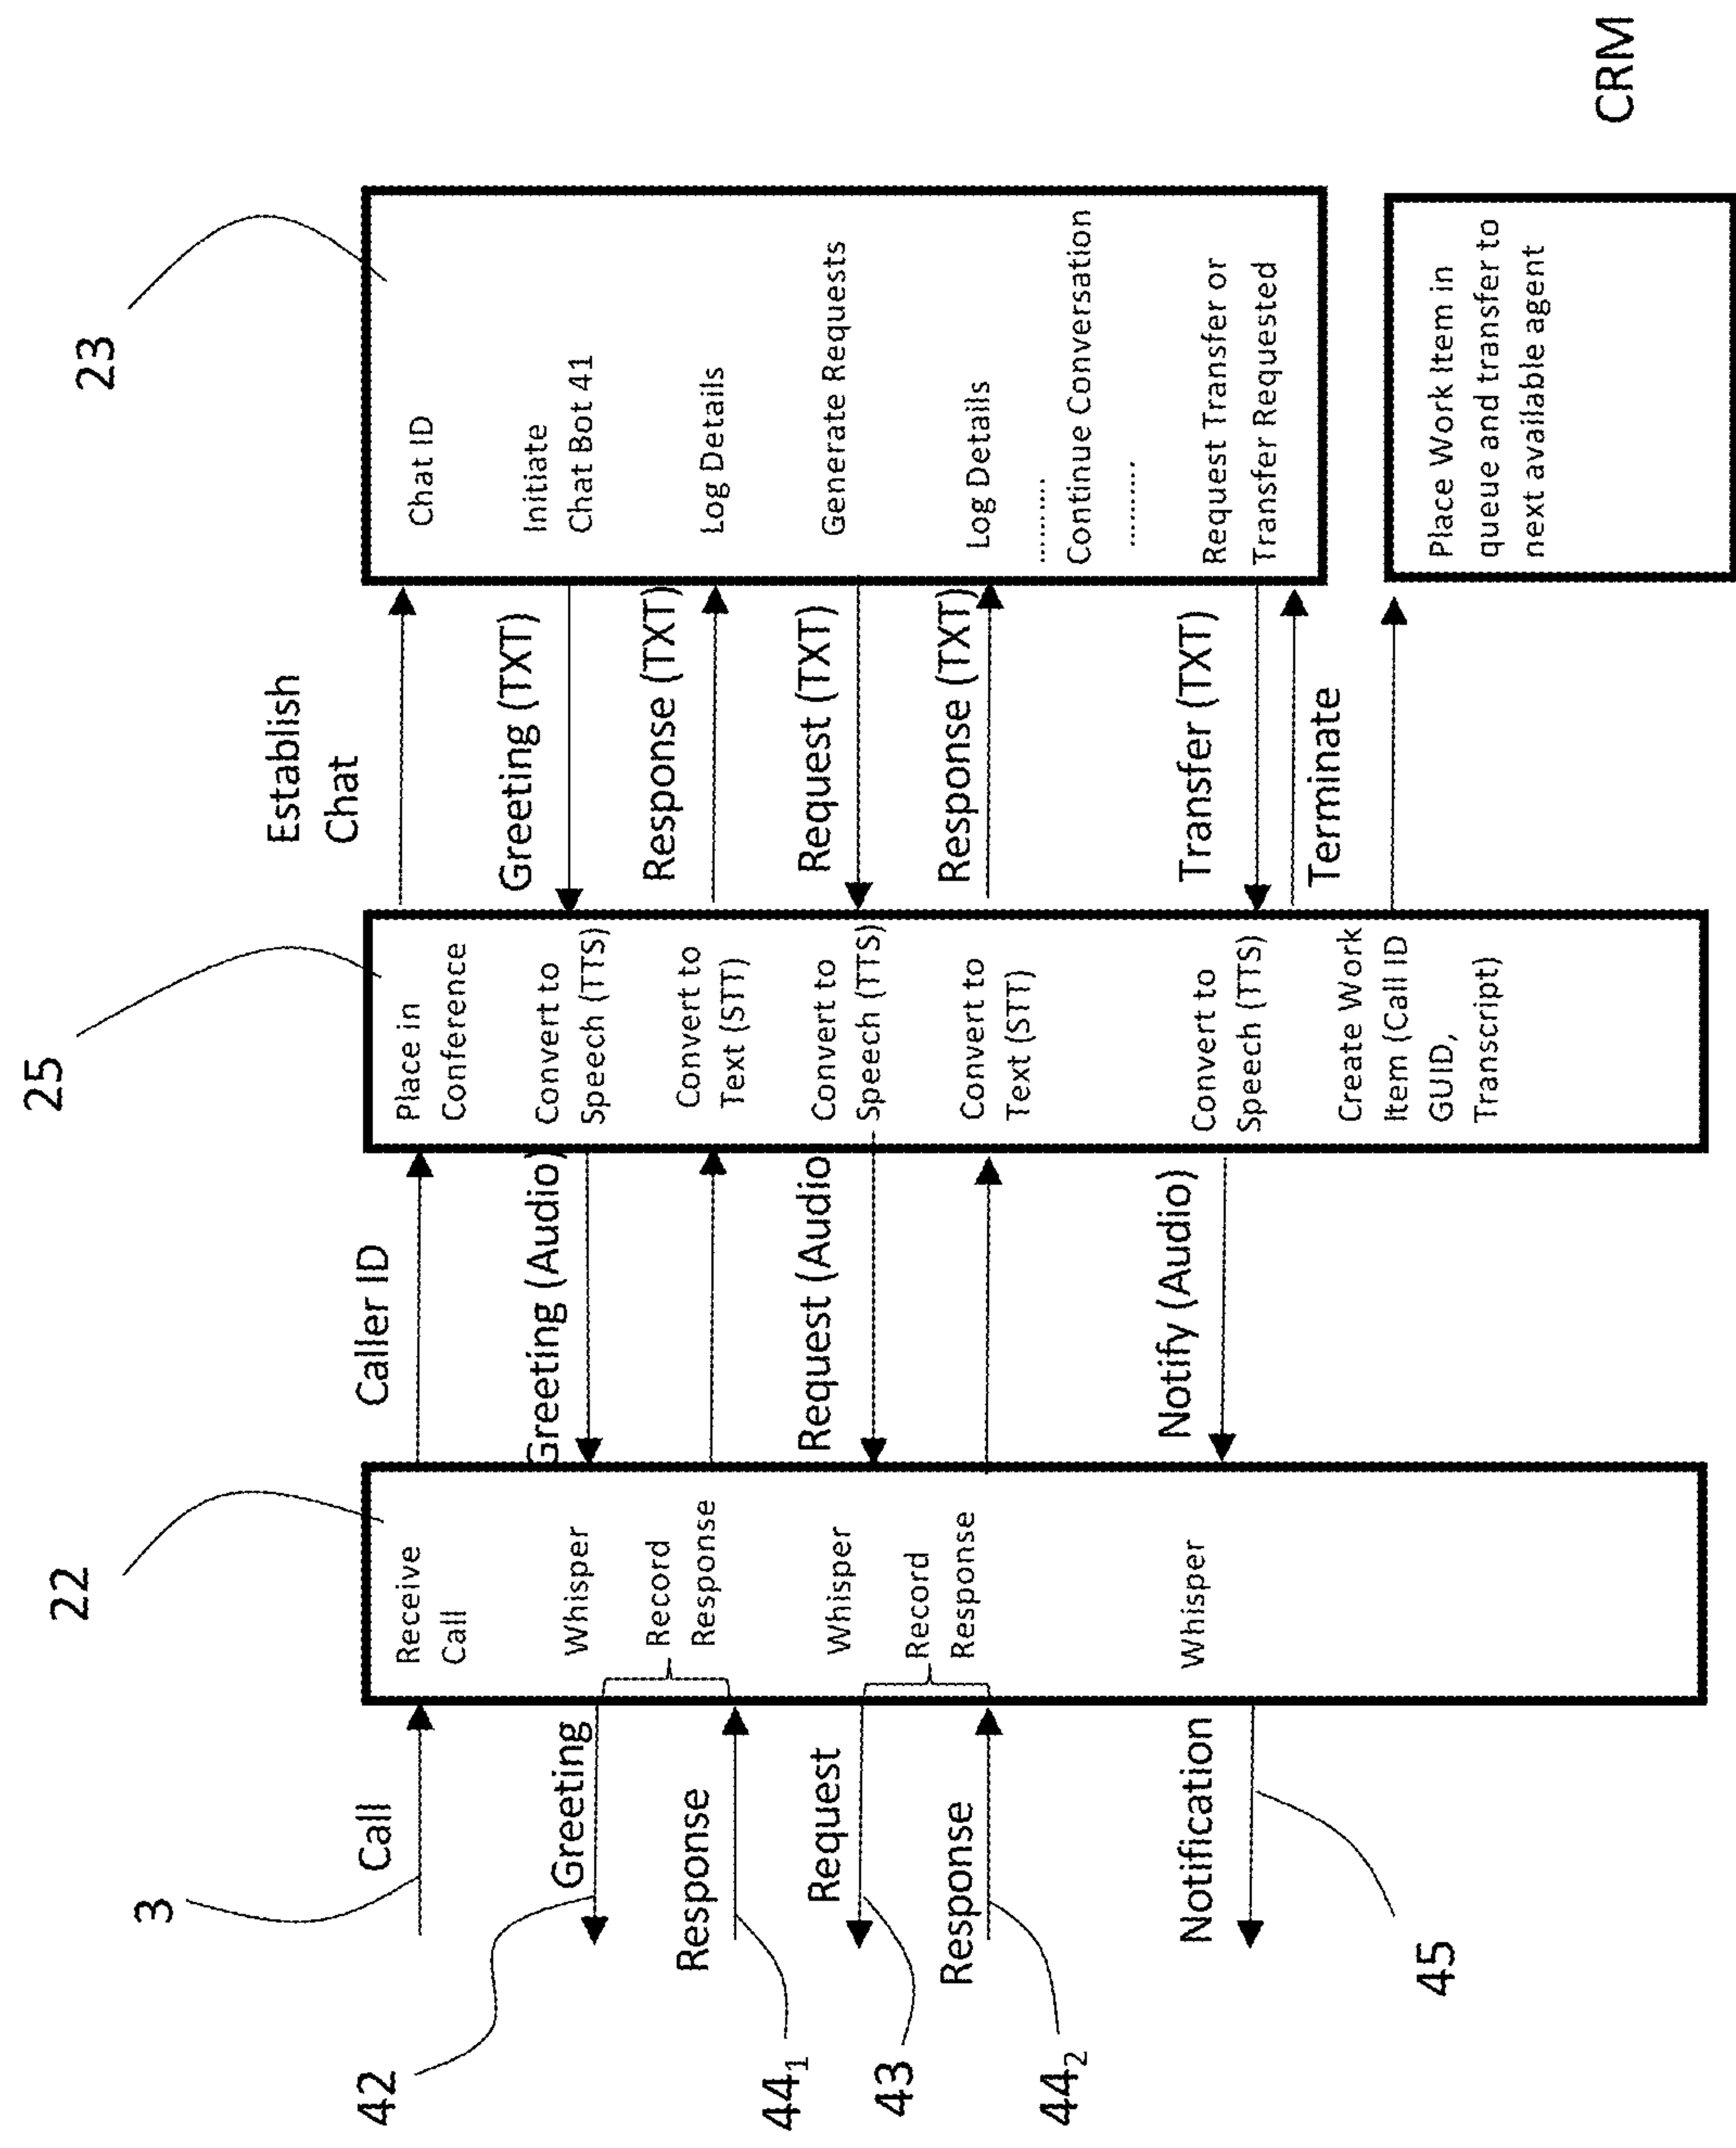 3
Call
42
Greeting
44₁
Response
43
Request
44₂
Response
Notification
45
22
Receive
Call
Whisper
Record
Response
Whisper
Record
Response
Whisper
Caller ID
Greeting (Audio)
Request (Audio
Notify (Audio)
25
Place in
Conference
Convert to
Speech (TTS)
Convert to
Text (STT)
Convert to
Speech (TTS)
Convert to
Text (STT)
Convert to
Speech (TTS)
Create Work
Item (Call ID
GUID,
Transcript)
Establish
Chat
Greeting (TXT)
Response (TXT)
Request (TXT)
Response (TXT)
Transfer (TXT)
Terminate
23
Chat ID
Initiate
Chat Bot 41
Log Details
Generate Requests
Log Details
..........
Continue Conversation
..........
Request Transfer or
Transfer Requested
Place Work Item in
queue and transfer to
next available agent
CRM